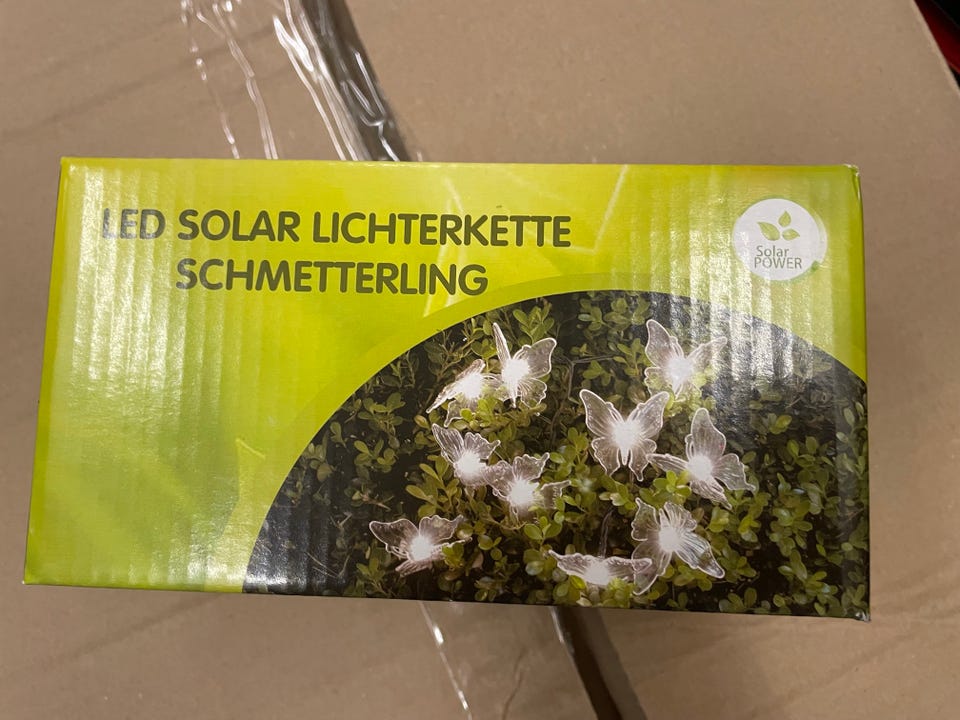 LED SOLAR LICHTERKETTE
SCHMETTERLING
Solar
POWER